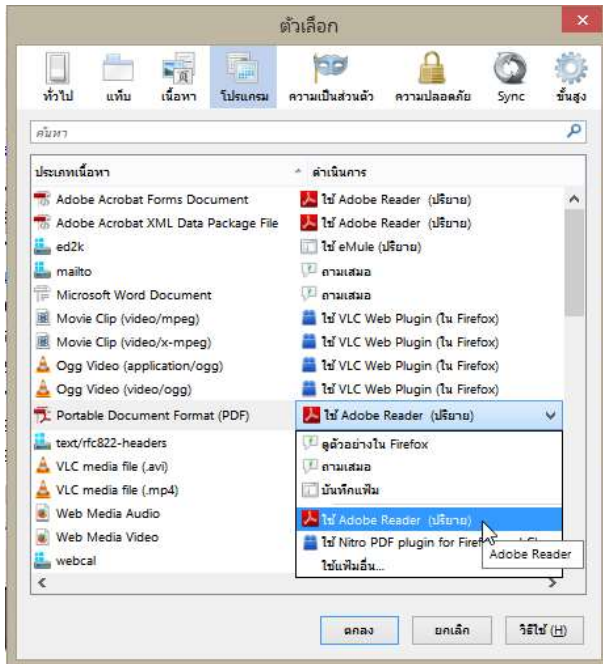 ตัวเลือก
ทั่วไป แท็บ เนื้อหา โปรแกรม ความเป็นส่วนตัว ความปลอดภัย Sync ขั้นสูง
ค้นหา
ประเภทเนื้อหา ดำเนินการ
Adobe Acrobat Forms Document ใช้ Adobe Reader (ปริยาย)
Adobe Acrobat XML Data Package File ใช้ Adobe Reader (ปริยาย)
ed2k ใช้ eMule (ปริยาย)
mailto ถามเสมอ
Microsoft Word Document ถามเสมอ
Movie Clip (video/mpeg) ใช้ VLC Web Plugin (ใน Firefox)
Movie Clip (video/x-mpeg) ใช้ VLC Web Plugin (ใน Firefox)
Ogg Video (application/ogg) ใช้ VLC Web Plugin (ใน Firefox)
Ogg Video (video/ogg) ใช้ VLC Web Plugin (ใน Firefox)
Portable Document Format (PDF) ใช้ Adobe Reader (ปริยาย)
text/rfc822-headers ดูตัวอย่างใน Firefox
VLC media file (.avi) ถามเสมอ
VLC media file (.mp4) บันทึกแฟ้ม
Web Media Audio ใช้ Adobe Reader (ปริยาย)
Web Media Video ใช้ Nitro PDF plugin for
Adobe Reader
webcal ใช้แฟ้มอื่น...
ตกลง ยกเลิก วิธีใช้ (H)